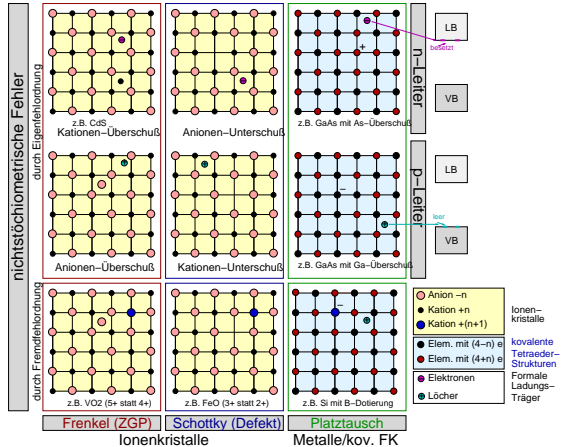 nichtstöchiometrische Fehler
durch Eigenfehlordnung
z.B. CdS
Kationen−Überschuß
Anionen−Unterschuß
z.B. GaAs mit As−Überschuß
n−Leiter
LB
besetzt
VB
Anionen−Überschuß
Kationen−Unterschuß
z.B. GaAs mit Ga−Überschuß
p−Leiter
LB
leer
VB
durch Fremdfehlordnung
z.B. VO2 (5+ statt 4+)
z.B. FeO (3+ statt 2+)
z.B. Si mit B−Dotierung
Anion −n
Kation +n
Kation +(n+1)
Ionen−
kristalle
Elem. mit (4−n) e
Elem. mit (4+n) e
kovalente
Tetraeder−
Strukturen
Elektronen
Löcher
Formale
Ladungs−
Träger
Frenkel (ZGP)
Schottky (Defekt)
Platztausch
Ionenkristalle
Metalle/kov. FK